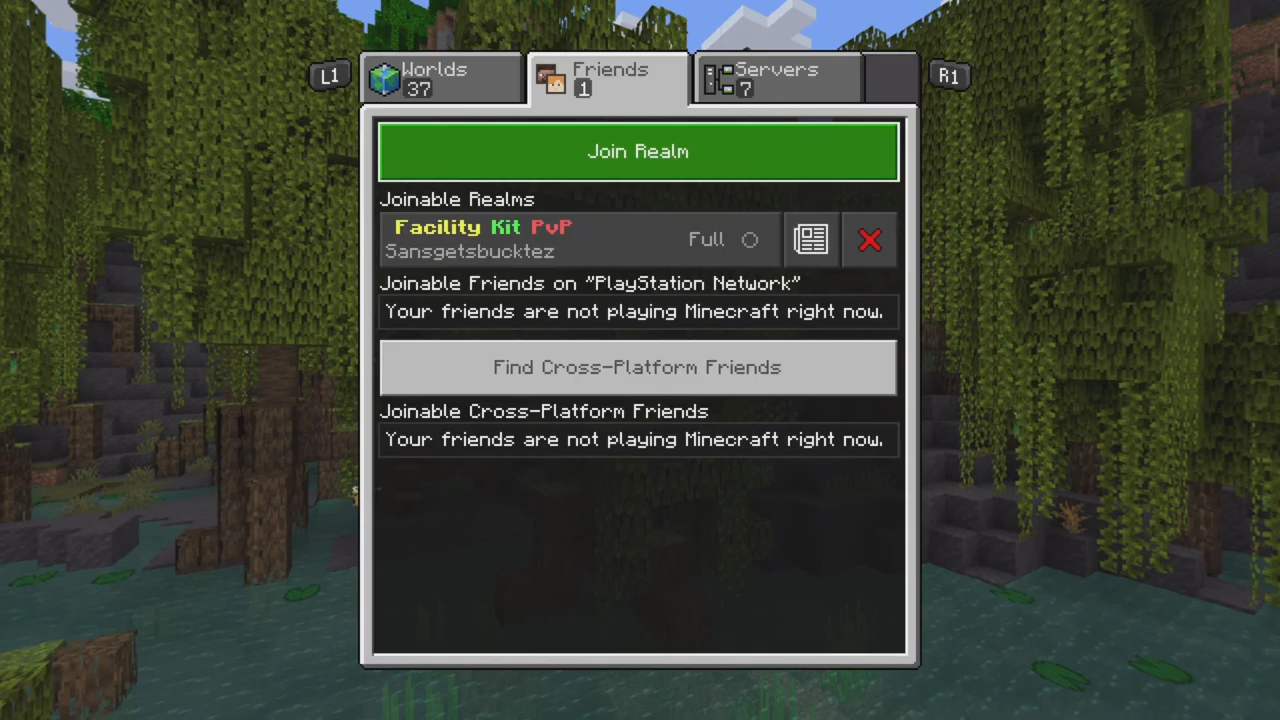 L1
Worlds
37
Friends
1
Servers
7
R1
Join Realm
Joinable Realms
Facility Kit PvP
Sansgetsbucktez
Full
Joinable Friends on "PlayStation Network"
Your friends are not playing Minecraft right now.
Find Cross-Platform Friends
Joinable Cross-Platform Friends
Your friends are not playing Minecraft right now.